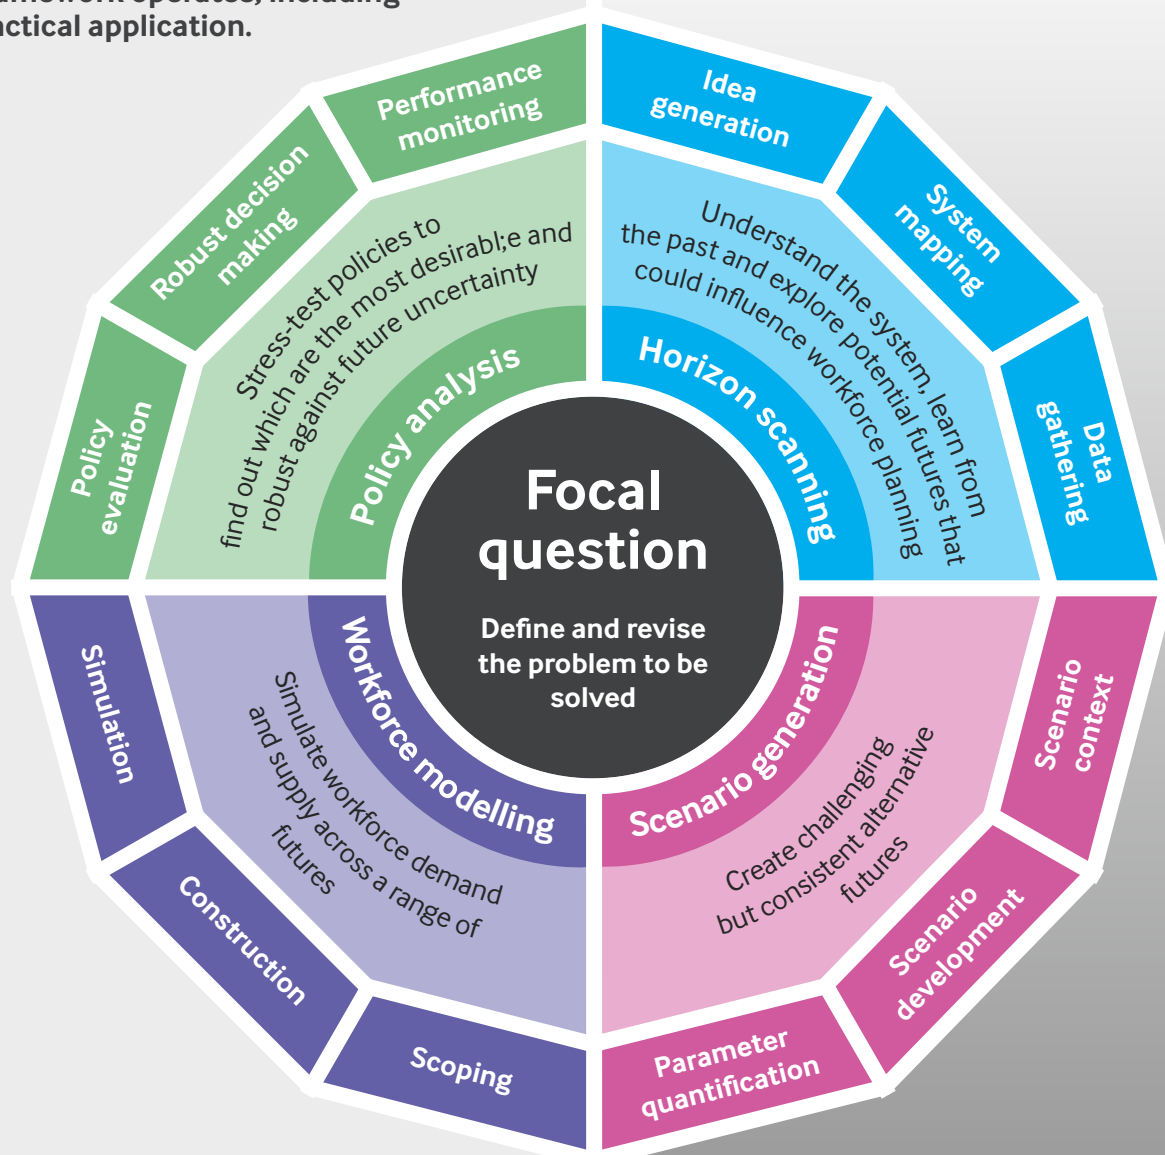 operates, including
application.
Focal
question
Define and revise
the problem to be
solved
Horizon scanning
Understand the system, learn from
the past and explore potential futures that
could influence workforce planning
Idea
generation
System
mapping
Data
gathering
Scenario generation
Create challenging
but consistent alternative
futures
Scenario
context
Scenario
development
Parameter
quantification
Workforce modelling
Simulate workforce demand
and supply across a range of
futures
Scoping
Construction
Simulation
Policy analysis
Stress-test policies to
find out which are the most desirabl;e and
robust against future uncertainty
Policy
evaluation
Robust decision
making
Performance
monitoring